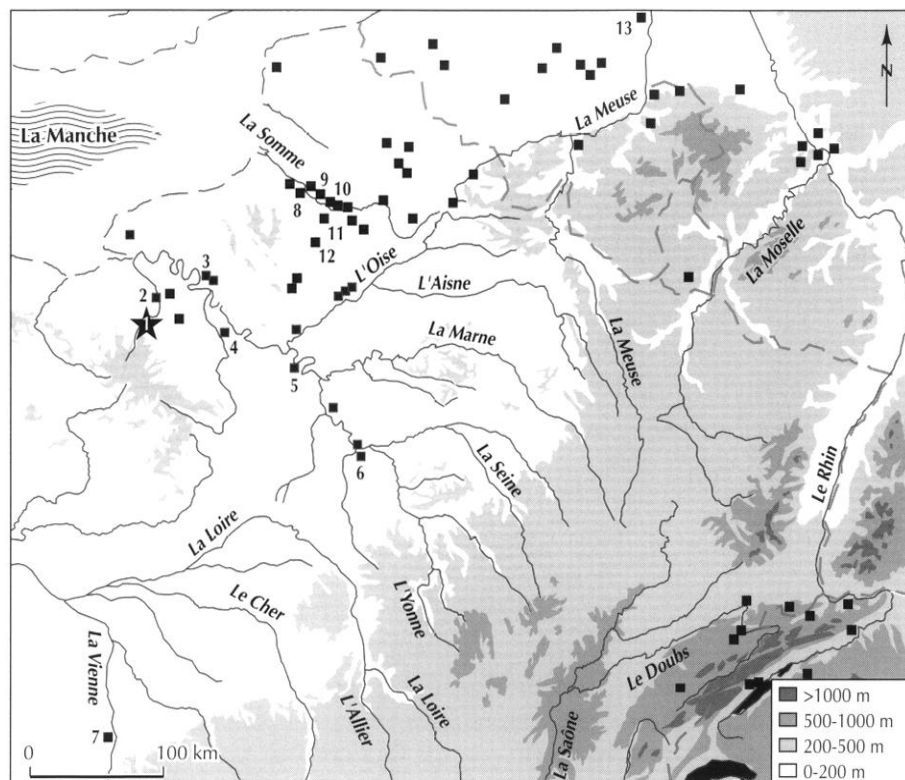 13
N
La Manche
La Meuse
La Somme
9
10
8
11
12
L'Oise
La Moselle
3
L'Aisne
2
1
4
La Marne
La Meuse
5
6
La Seine
Le Rhin
La Loire
L'Yonne
Le Cher
La Vienne
Le Doubs
La Loire
L'Allier
La Saône
7
0
100 km
>1000 m
500-1000 m
200-500 m
0-200 m